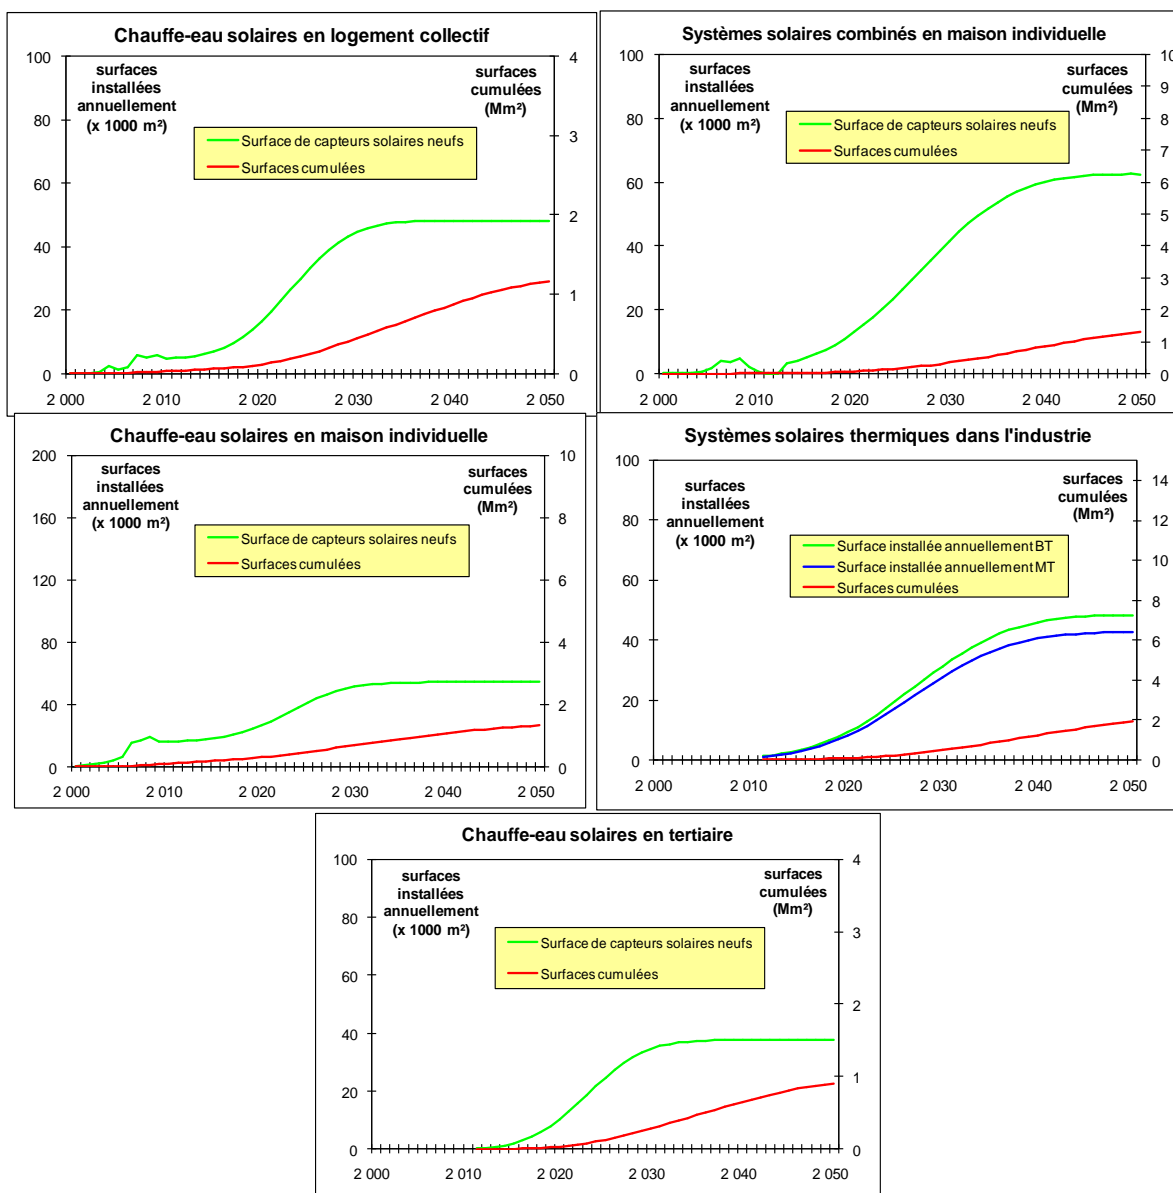 Chauffe-eau solaires en logement collectif
surfaces
installées
annuellement
(x 1000 m²)
surfaces
cumulées
(Mm²)
Surface de capteurs solaires neufs
Surfaces cumulées
100
80
60
40
20
0
4
3
2
1
0
2 000
2 010
2 020
2 030
2 040
2 050
Systèmes solaires combinés en maison individuelle
surfaces
installées
annuellement
(x 1000 m²)
surfaces
cumulées
(Mm²)
Surface de capteurs solaires neufs
Surfaces cumulées
100
80
60
40
20
0
10
9
8
7
6
5
4
3
2
1
0
2 000
2 010
2 020
2 030
2 040
2 050
Chauffe-eau solaires en maison individuelle
surfaces
installées
annuellement
(x 1000 m²)
surfaces
cumulées
(Mm²)
Surface de capteurs solaires neufs
Surfaces cumulées
200
160
120
80
40
0
10
8
6
4
2
0
2 000
2 010
2 020
2 030
2 040
2 050
Systèmes solaires thermiques dans l'industrie
surfaces
installées
annuellement
(x 1000 m²)
surfaces
cumulées
(Mm²)
Surface installée annuellement BT
Surface installée annuellement MT
Surfaces cumulées
100
80
60
40
20
0
14
12
10
8
6
4
2
0
2 000
2 010
2 020
2 030
2 040
2 050
Chauffe-eau solaires en tertiaire
surfaces
installées
annuellement
(x 1000 m²)
surfaces
cumulées
(Mm²)
Surface de capteurs solaires neufs
Surfaces cumulées
100
80
60
40
20
0
4
3
2
1
0
2 000
2 010
2 020
2 030
2 040
2 050